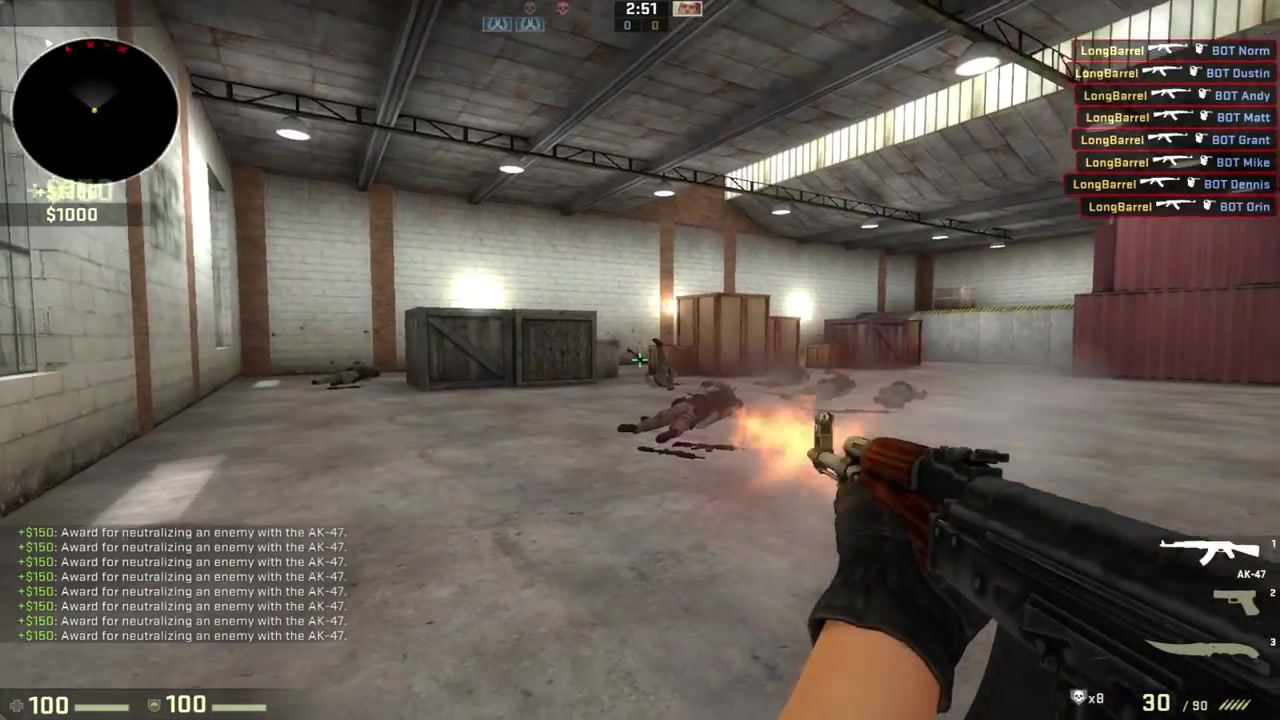 2:51
0 0
LongBarrel BOT Norm
LongBarrel BOT Dustin
LongBarrel BOT Andy
LongBarrel BOT Matt
LongBarrel BOT Grant
LongBarrel BOT Mike
LongBarrel BOT Dennis
LongBarrel BOT Orin
$1000
+$150: Award for neutralizing an enemy with the AK-47.
+$150: Award for neutralizing an enemy with the AK-47.
+$150: Award for neutralizing an enemy with the AK-47.
+$150: Award for neutralizing an enemy with the AK-47.
+$150: Award for neutralizing an enemy with the AK-47.
+$150: Award for neutralizing an enemy with the AK-47.
+$150: Award for neutralizing an enemy with the AK-47.
+$150: Award for neutralizing an enemy with the AK-47.
1
AK-47
2
3
100 100
x8 30 / 90